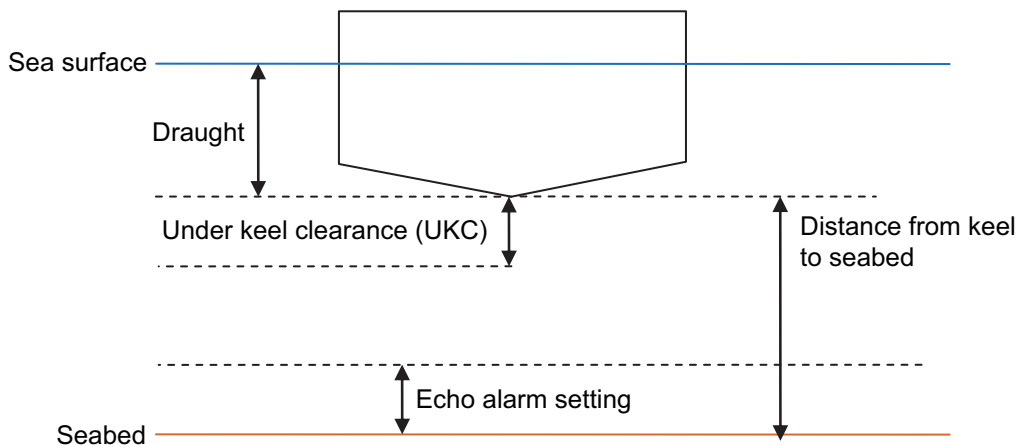 Sea surface
Draught
Under keel clearance (UKC)
Distance from keel
to seabed
Echo alarm setting
Seabed